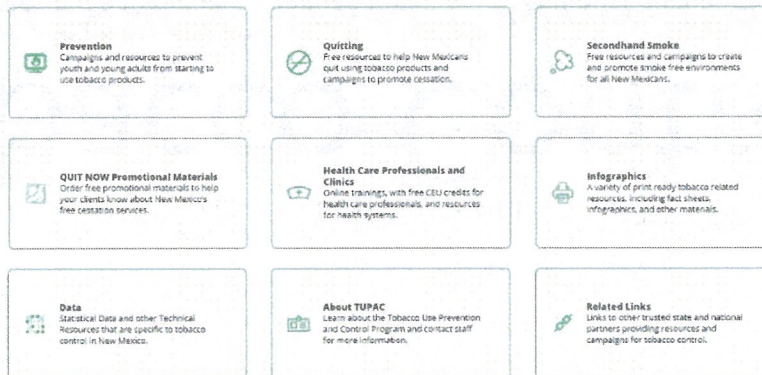 Prevention
Campaigns and resources to prevent
youth and young adults from starting to
use tobacco products.
Quitting
Free resources to help New Mexicans
quit using tobacco products and
campaigns to promote cessation.
Secondhand Smoke
Free resources and campaigns to create
and promote smoke free environments
for all New Mexicans.
QUIT NOW Promotional Materials
Order free promotional materials to help
your clients know about New Mexico's
free cessation services.
Health Care Professionals and
Clinics
Online trainings, with free CEU credits for
health care professionals, and resources
for health systems.
Infographics
A variety of print ready tobacco related
resources, including fact sheets,
infographics, and other materials.
Data
Statistical Data and other Technical
Resources that are specific to tobacco
control in New Mexico.
About TUPAC
Learn about the Tobacco Use Prevention
and Control Program and contact staff
for more information.
Related Links
Links to other trusted state and national
partners providing resources and
campaigns for tobacco control.